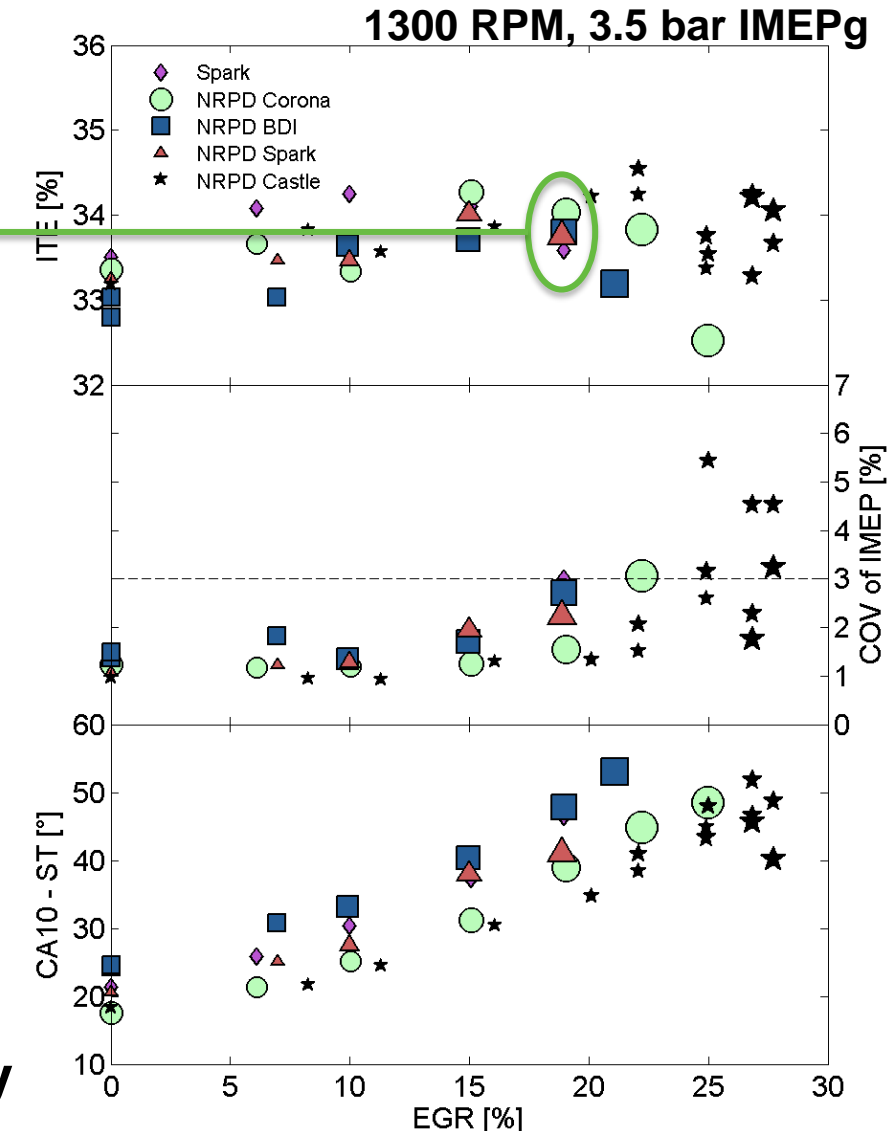 1300 RPM, 3.5 bar IMEPg
36
Spark
NRPD Corona
NRPD BDI
NRPD Spark
NRPD Castle
35
ITE [%]
34
33
32
7
6
5
4
3
2
1
0
COV of IMEP [%]
60
50
40
30
20
10
CA10 - ST [°]
0
5
10
15
20
25
30
EGR [%]
y